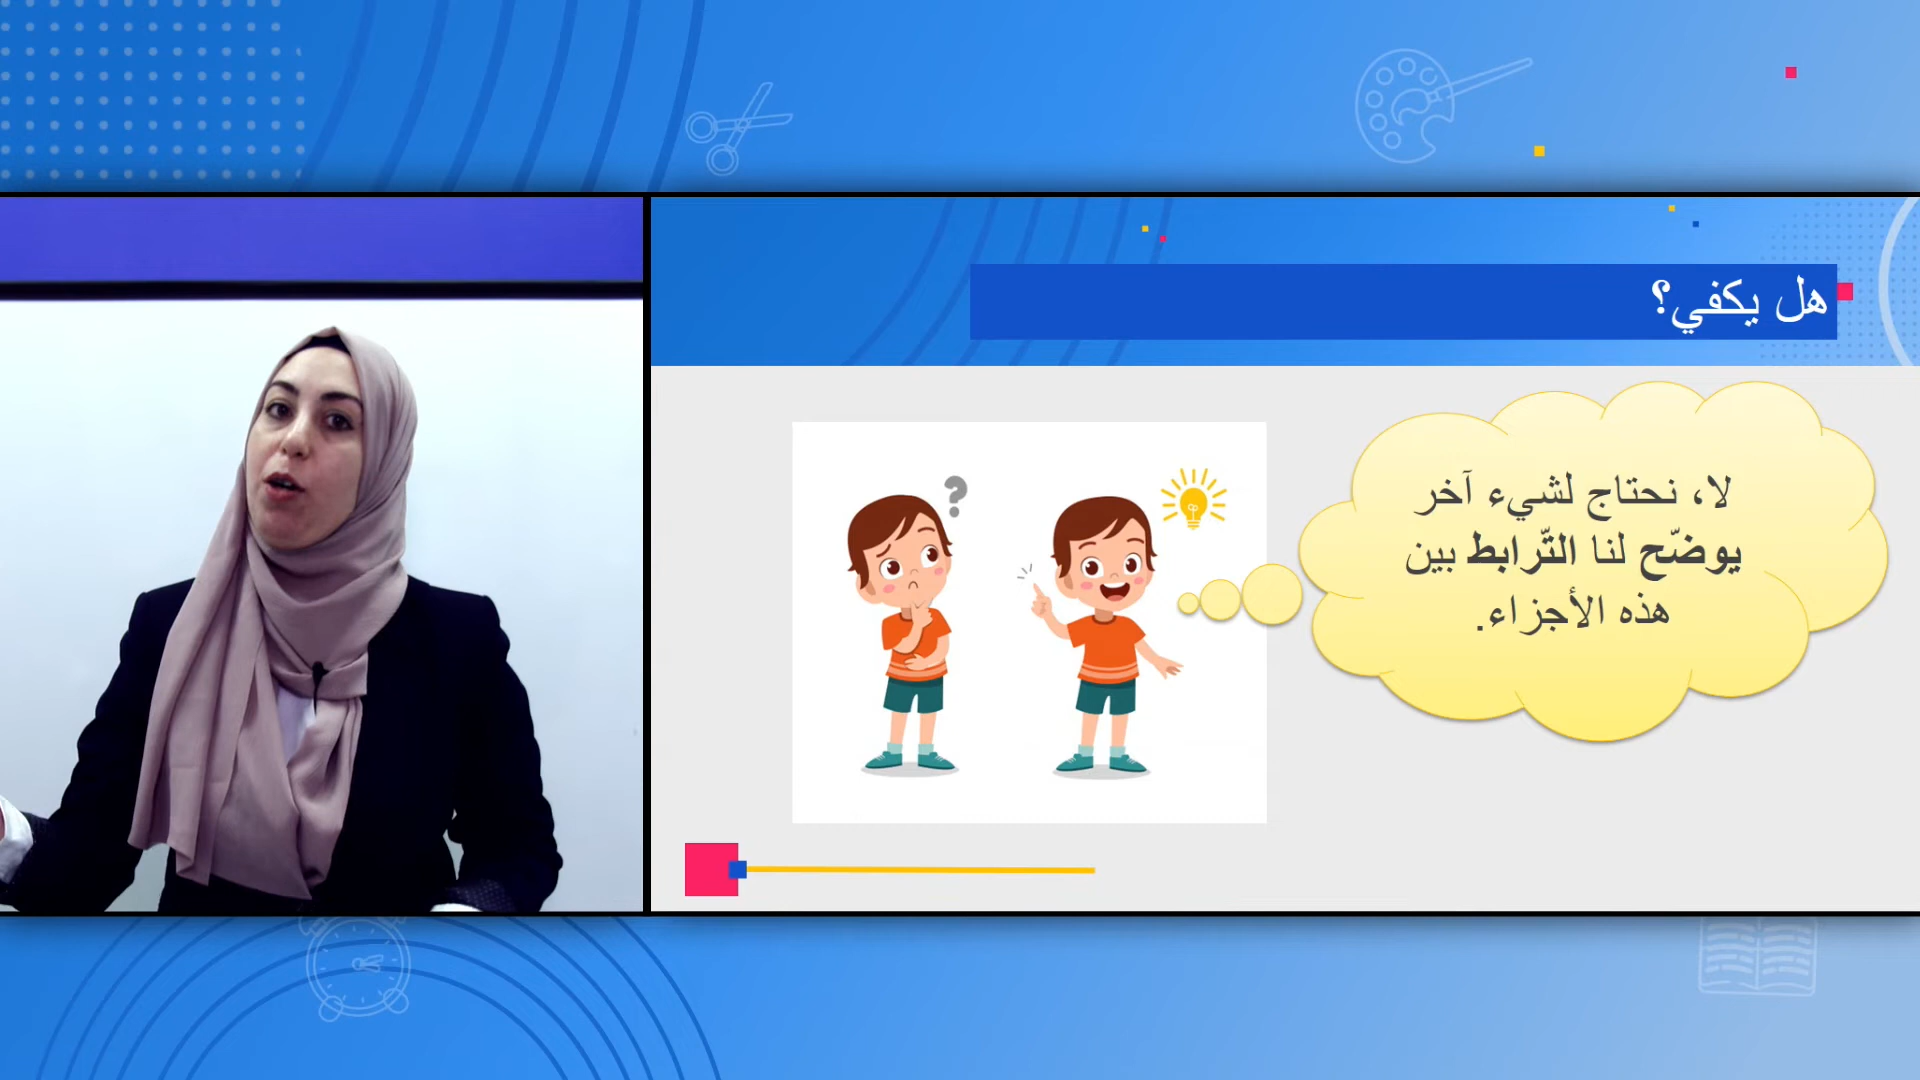 هل يكفي؟
لا، نحتاج لشيء آخر
يوضّح لنا التّرابط بين
هذه الأجزاء.